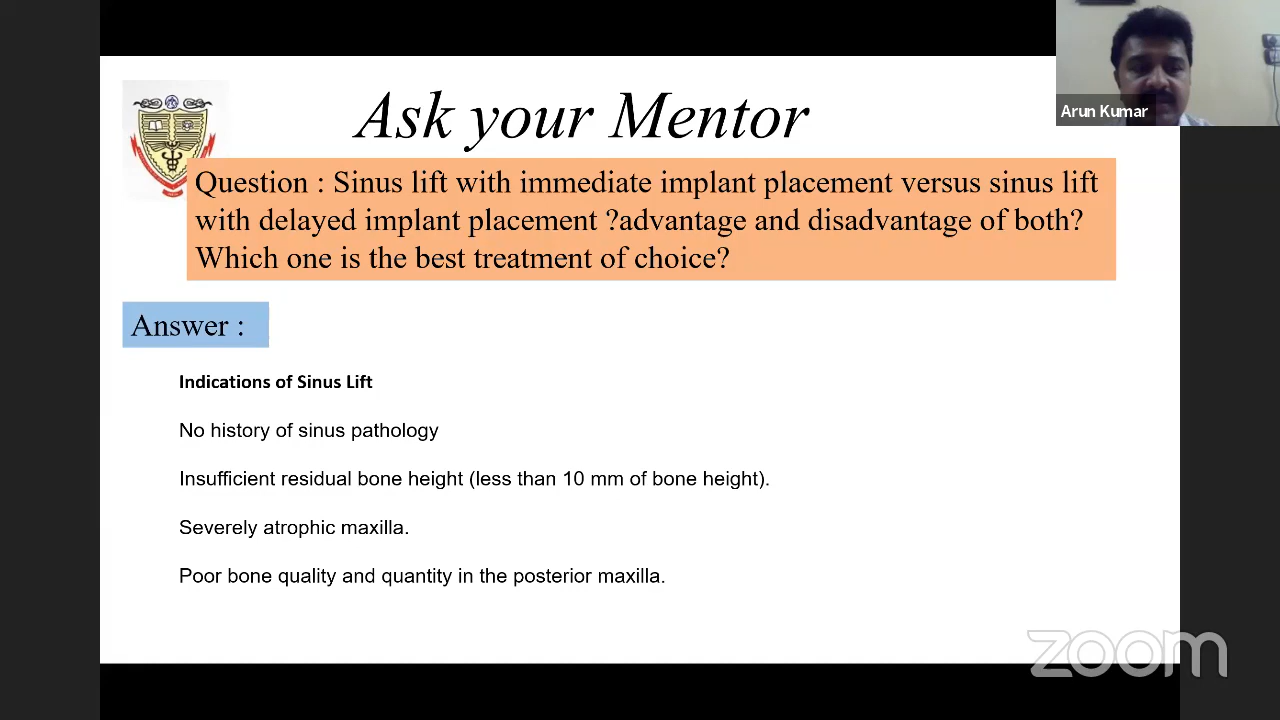 Ask your Mentor
Arun Kumar
Question : Sinus lift with immediate implant placement versus sinus lift
with delayed implant placement ?advantage and disadvantage of both?
Which one is the best treatment of choice?
Answer :
Indications of Sinus Lift
No history of sinus pathology
Insufficient residual bone height (less than 10 mm of bone height).
Severely atrophic maxilla.
Poor bone quality and quantity in the posterior maxilla.
zoom